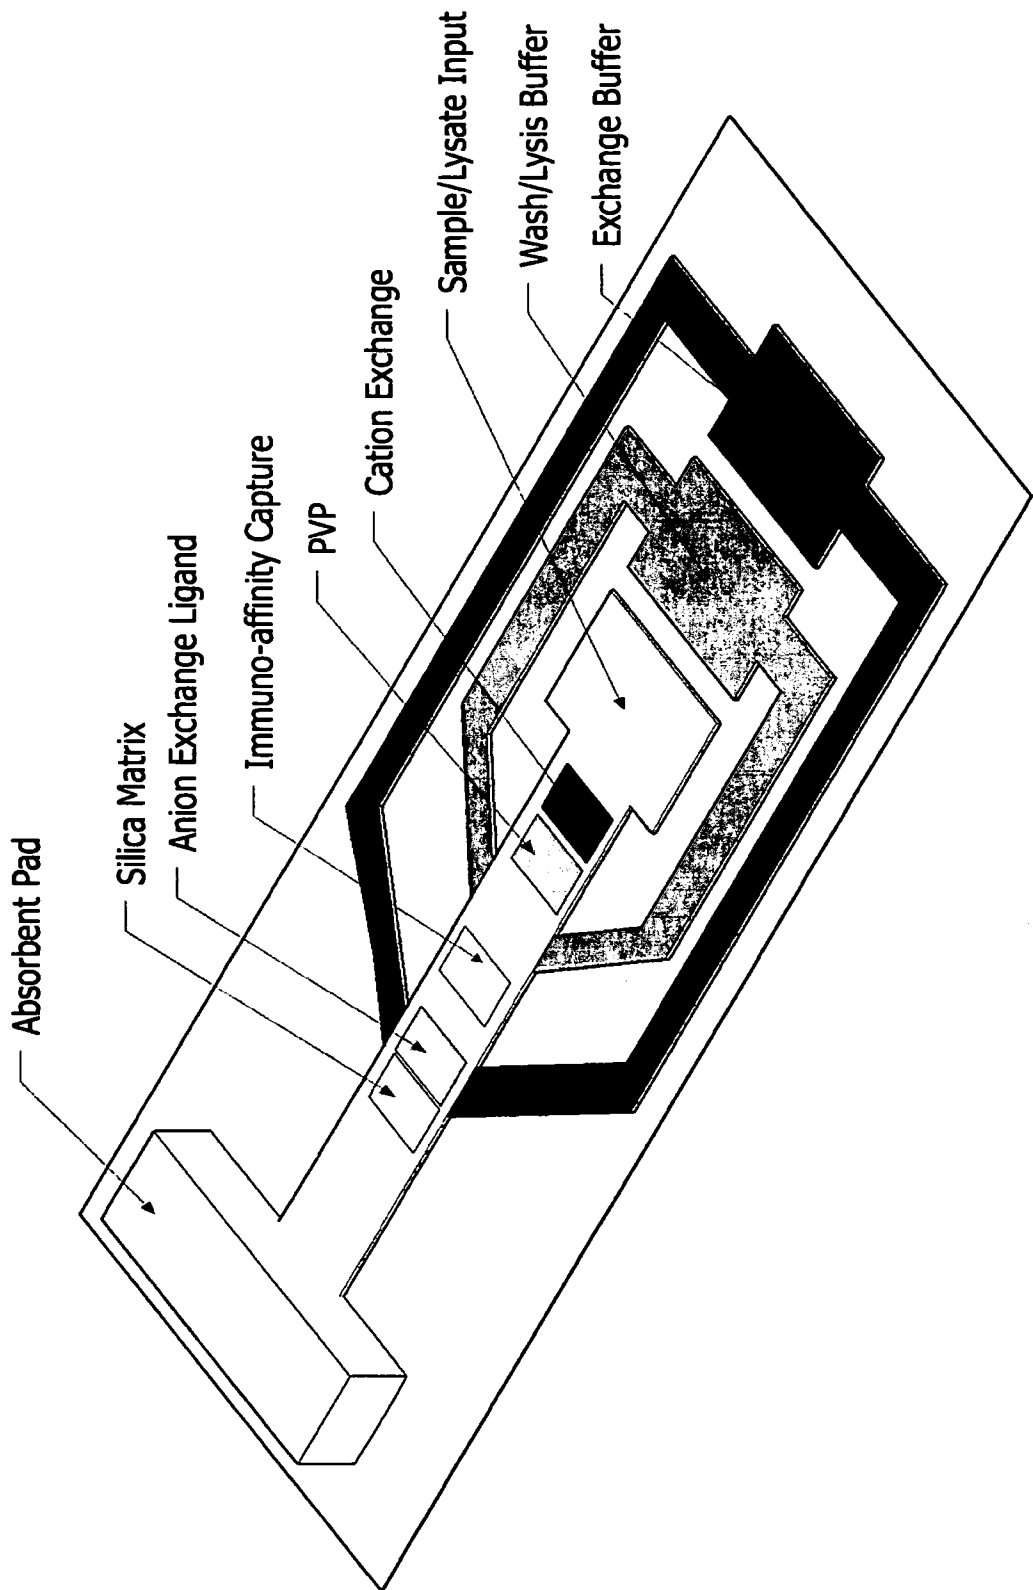 Absorbent Pad
Silica Matrix
Anion Exchange Ligand
Immuno-affinity Capture
PVP
Cation Exchange
Sample/Lysate Input
Wash/Lysis Buffer
Exchange Buffer